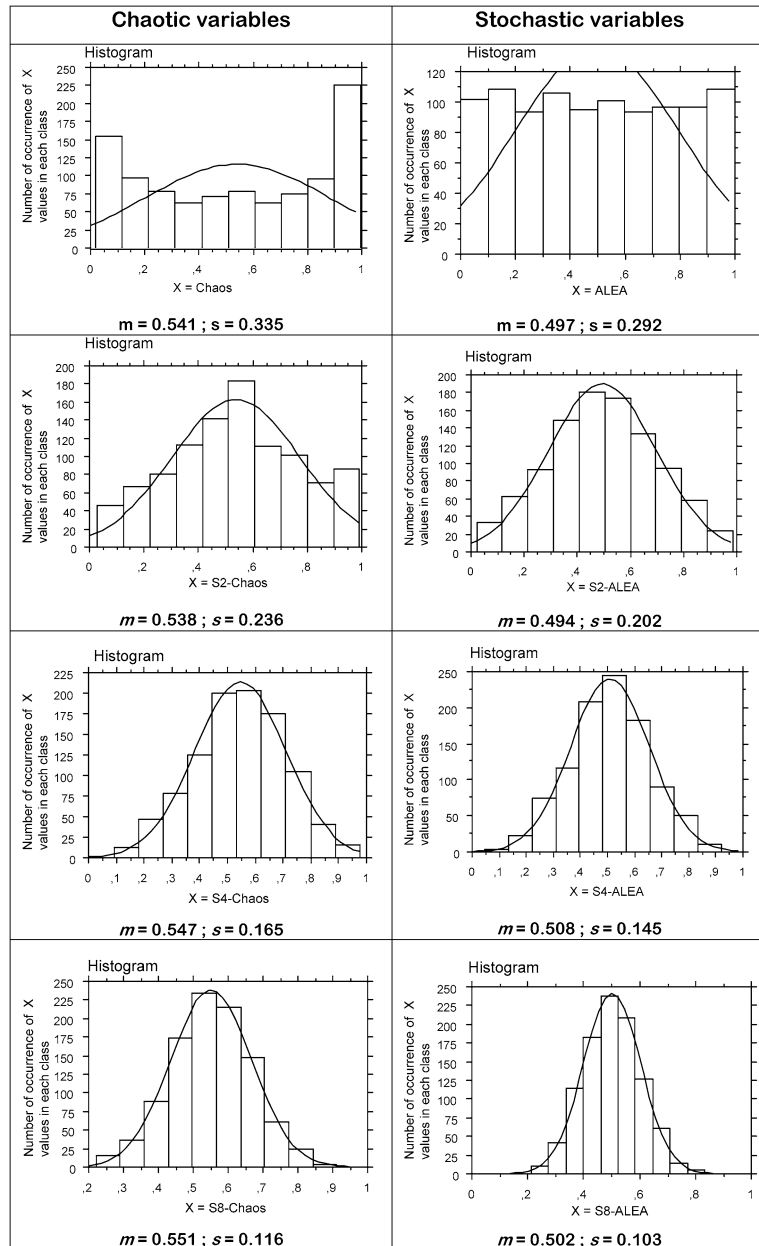 Chaotic variables
Stochastic variables
Histogram
Number of occurrence of X
values in each class
250
225
200
175
150
125
100
75
50
25
0
0 ,2 ,4 ,6 ,8 1
X = Chaos
m = 0.541 ; s = 0.335
Histogram
Number of occurrence of X
values in each class
120
100
80
60
40
20
0
0 ,2 ,4 ,6 ,8 1
X = ALEA
m = 0.497 ; s = 0.292
Histogram
Number of occurrence of X
values in each class
200
180
160
140
120
100
80
60
40
20
0
0 ,2 ,4 ,6 ,8 1
X = S2-Chaos
m = 0.538 ; s = 0.236
Histogram
Number of occurrence of X
values in each class
200
180
160
140
120
100
80
60
40
20
0
0 ,2 ,4 ,6 ,8 1
X = S2-ALEA
m = 0.494 ; s = 0.202
Histogram
Number of occurrence of X
values in each class
225
200
175
150
125
100
75
50
25
0
0 ,1 ,2 ,3 ,4 ,5 ,6 ,7 ,8 ,9 1
X = S4-Chaos
m = 0.547 ; s = 0.165
Histogram
Number of occurrence of X
values in each class
250
200
150
100
50
0
0 ,1 ,2 ,3 ,4 ,5 ,6 ,7 ,8 ,9 1
X = S4-ALEA
m = 0.508 ; s = 0.145
Histogram
Number of occurrence of X
values in each class
250
225
200
175
150
125
100
75
50
25
0
,2 ,3 ,4 ,5 ,6 ,7 ,8 ,9 1
X = S8-Chaos
m = 0.551 ; s = 0.116
Histogram
Number of occurrence of X
values in each class
250
225
200
175
150
125
100
75
50
25
0
0 ,2 ,4 ,6 ,8 1
X = S8-ALEA
m = 0.502 ; s = 0.103